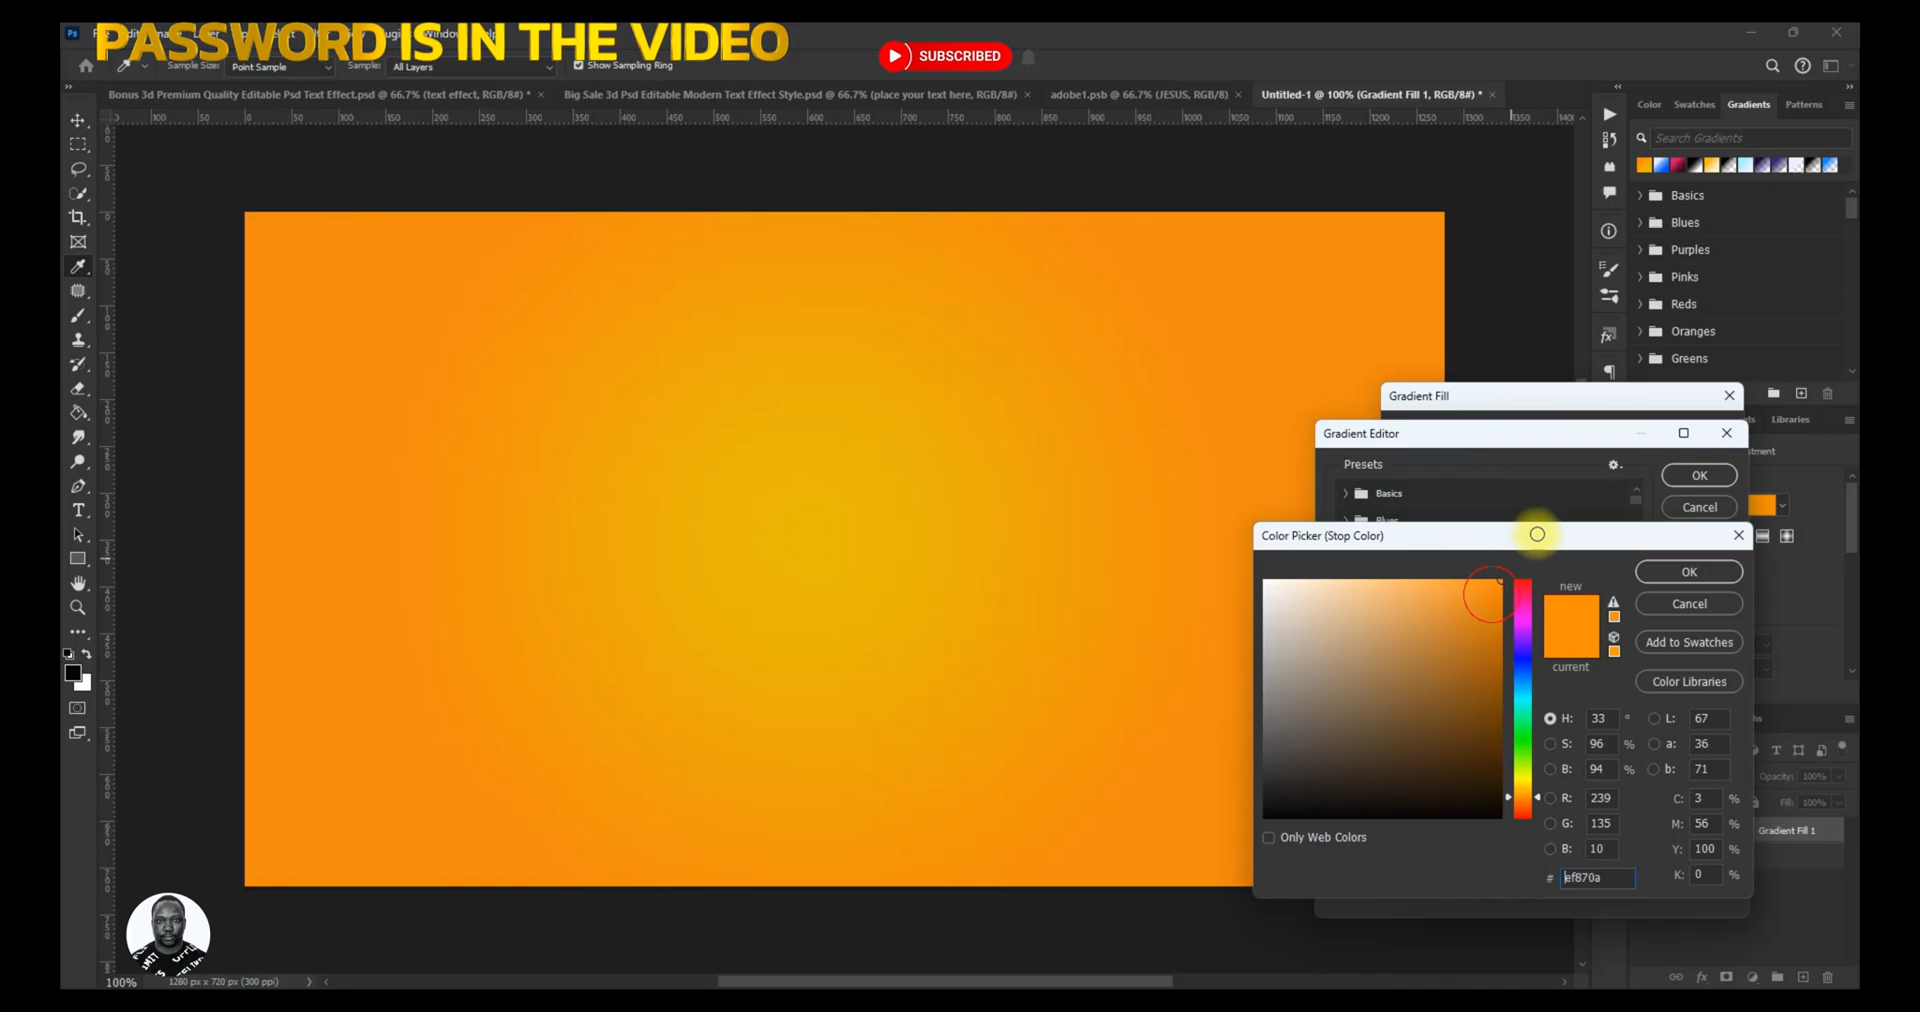 PASSWORD IS IN THE VIDEO
SUBSCRIBED
Sample Size: Point Sample Sample: All Layers Show Sampling Ring
Bonus 3d Premium Quality Editable Psd Text Effect.psd @ 66.7% (text effect, RGB/8#) *
Big Sale 3d Psd Editable Modern Text Effect Style.psd @ 66.7% (place your text here, RGB/8#)
adobe1.psb @ 66.7% (JESUS, RGB/8)
Untitled-1 @ 100% (Gradient Fill 1, RGB/8#) *
Color Swatches Gradients Patterns
Search Gradients
Basics
Blues
Purples
Pinks
Reds
Oranges
Greens
Libraries
Gradient Fill
Gradient Editor
Presets
OK
Basics
Cancel
Blues
Color Picker (Stop Color)
OK
new
Cancel
Add to Swatches
current
Color Libraries
H: 33 ° L: 67
S: 96 % a: 36
B: 94 % b: 71
R: 239 C: 3 %
G: 135 M: 56 %
B: 10 Y: 100 %
# ef870a K: 0 %
Only Web Colors
Opacity: 100%
Fill: 100%
Gradient Fill 1
100% 1280 px x 720 px (300 ppi)